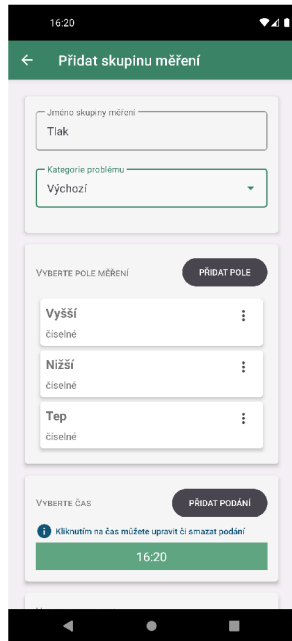 16:20
Přidat skupinu měření
Jméno skupiny měření
Tlak
Kategorie problému
Výchozí
VYBERTE POLE MĚŘENÍ
PŘIDAT POLE
Vyšší
číselné
Nižší
číselné
Tep
číselné
VYBERTE ČAS
PŘIDAT PODÁNÍ
Kliknutím na čas můžete upravit či smazat podání
16:20